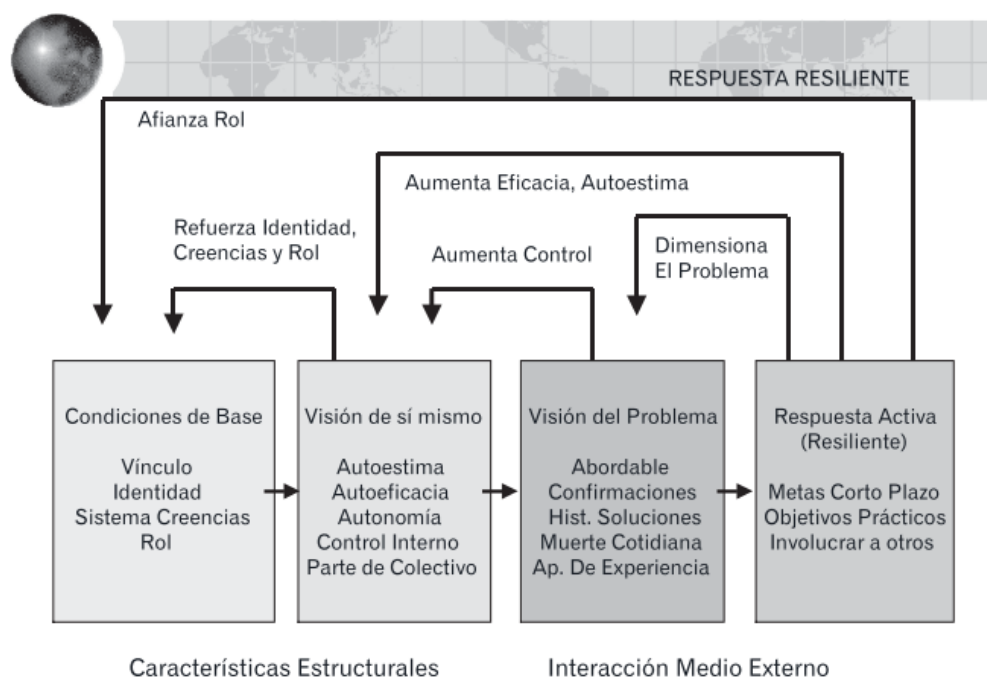 RESPUESTA RESILIENTE
Afianza Rol
Aumenta Eficacia, Autoestima
Refuerza Identidad,
Creencias y Rol
Aumenta Control
Dimensiona
El Problema
Condiciones de Base
Vínculo
Identidad
Sistema Creencias
Rol
Visión de sí mismo
Autoestima
Autoeficacia
Autonomía
Control Interno
Parte de Colectivo
Visión del Problema
Abordable
Confirmaciones
Hist. Soluciones
Muerte Cotidiana
Ap. De Experiencia
Respuesta Activa
(Resiliente)
Metas Corto Plazo
Objetivos Prácticos
Involucrar a otros
Características Estructurales
Interacción Medio Externo